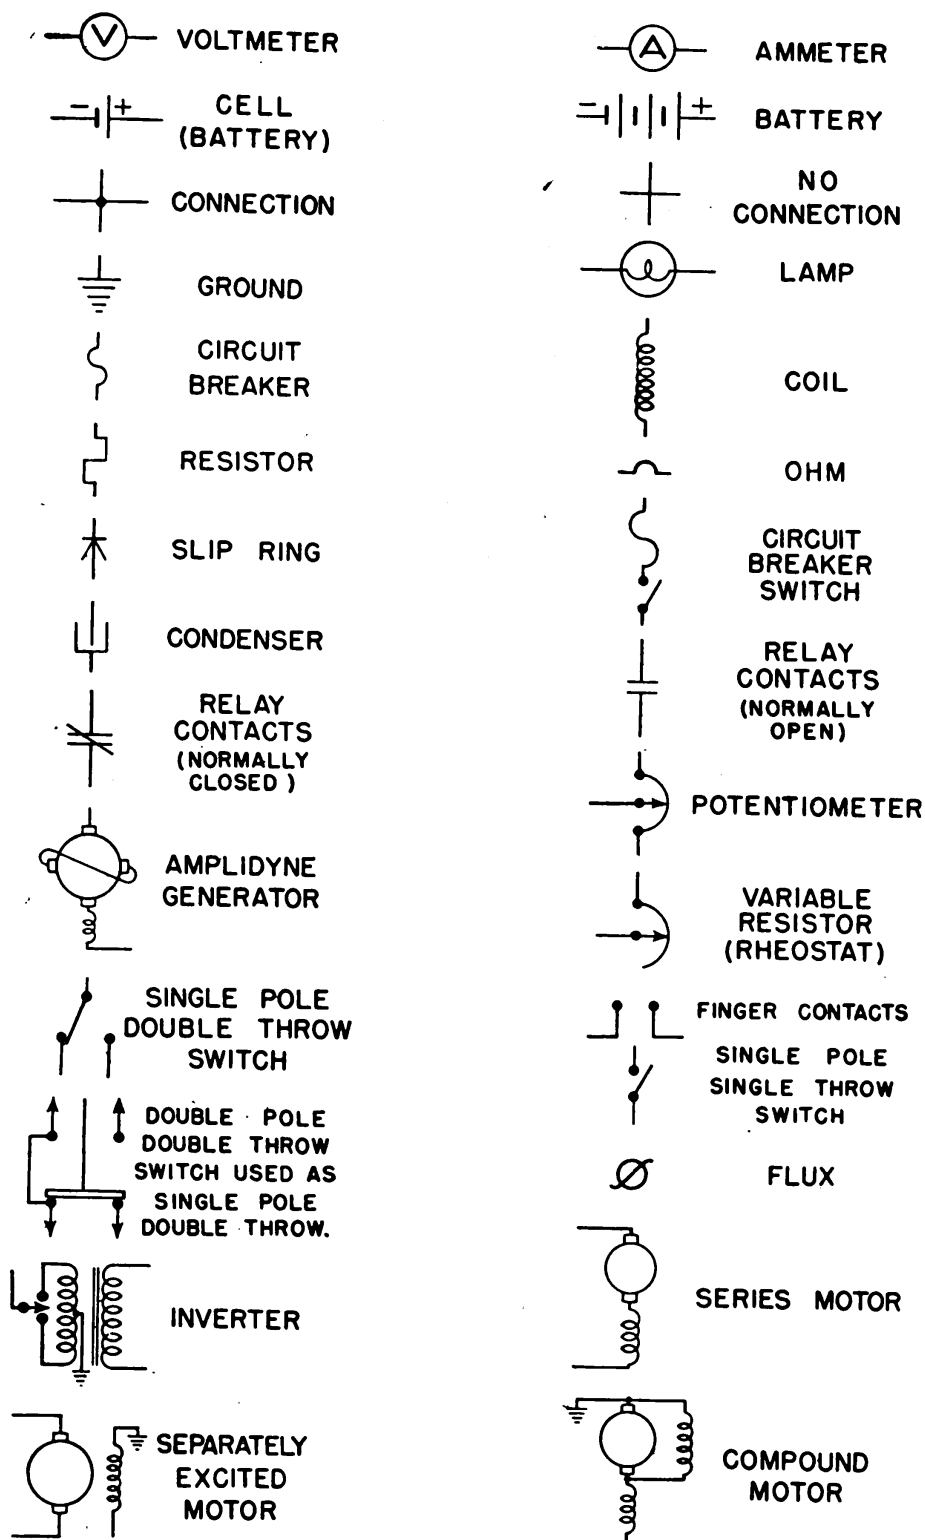 V VOLTMETER
A AMMETER
- + CELL
(BATTERY)
- + BATTERY
CONNECTION
NO
CONNECTION
GROUND
LAMP
CIRCUIT
BREAKER
COIL
RESISTOR
OHM
SLIP RING
CIRCUIT
BREAKER
SWITCH
CONDENSER
RELAY
CONTACTS
(NORMALLY
OPEN)
RELAY
CONTACTS
(NORMALLY
CLOSED)
POTENTIOMETER
AMPLIDYNE
GENERATOR
VARIABLE
RESISTOR
(RHEOSTAT)
SINGLE POLE
DOUBLE THROW
SWITCH
FINGER CONTACTS
SINGLE POLE
SINGLE THROW
SWITCH
DOUBLE POLE
DOUBLE THROW
SWITCH USED AS
SINGLE POLE
DOUBLE THROW.
FLUX
INVERTER
SERIES MOTOR
SEPARATELY
EXCITED
MOTOR
COMPOUND
MOTOR